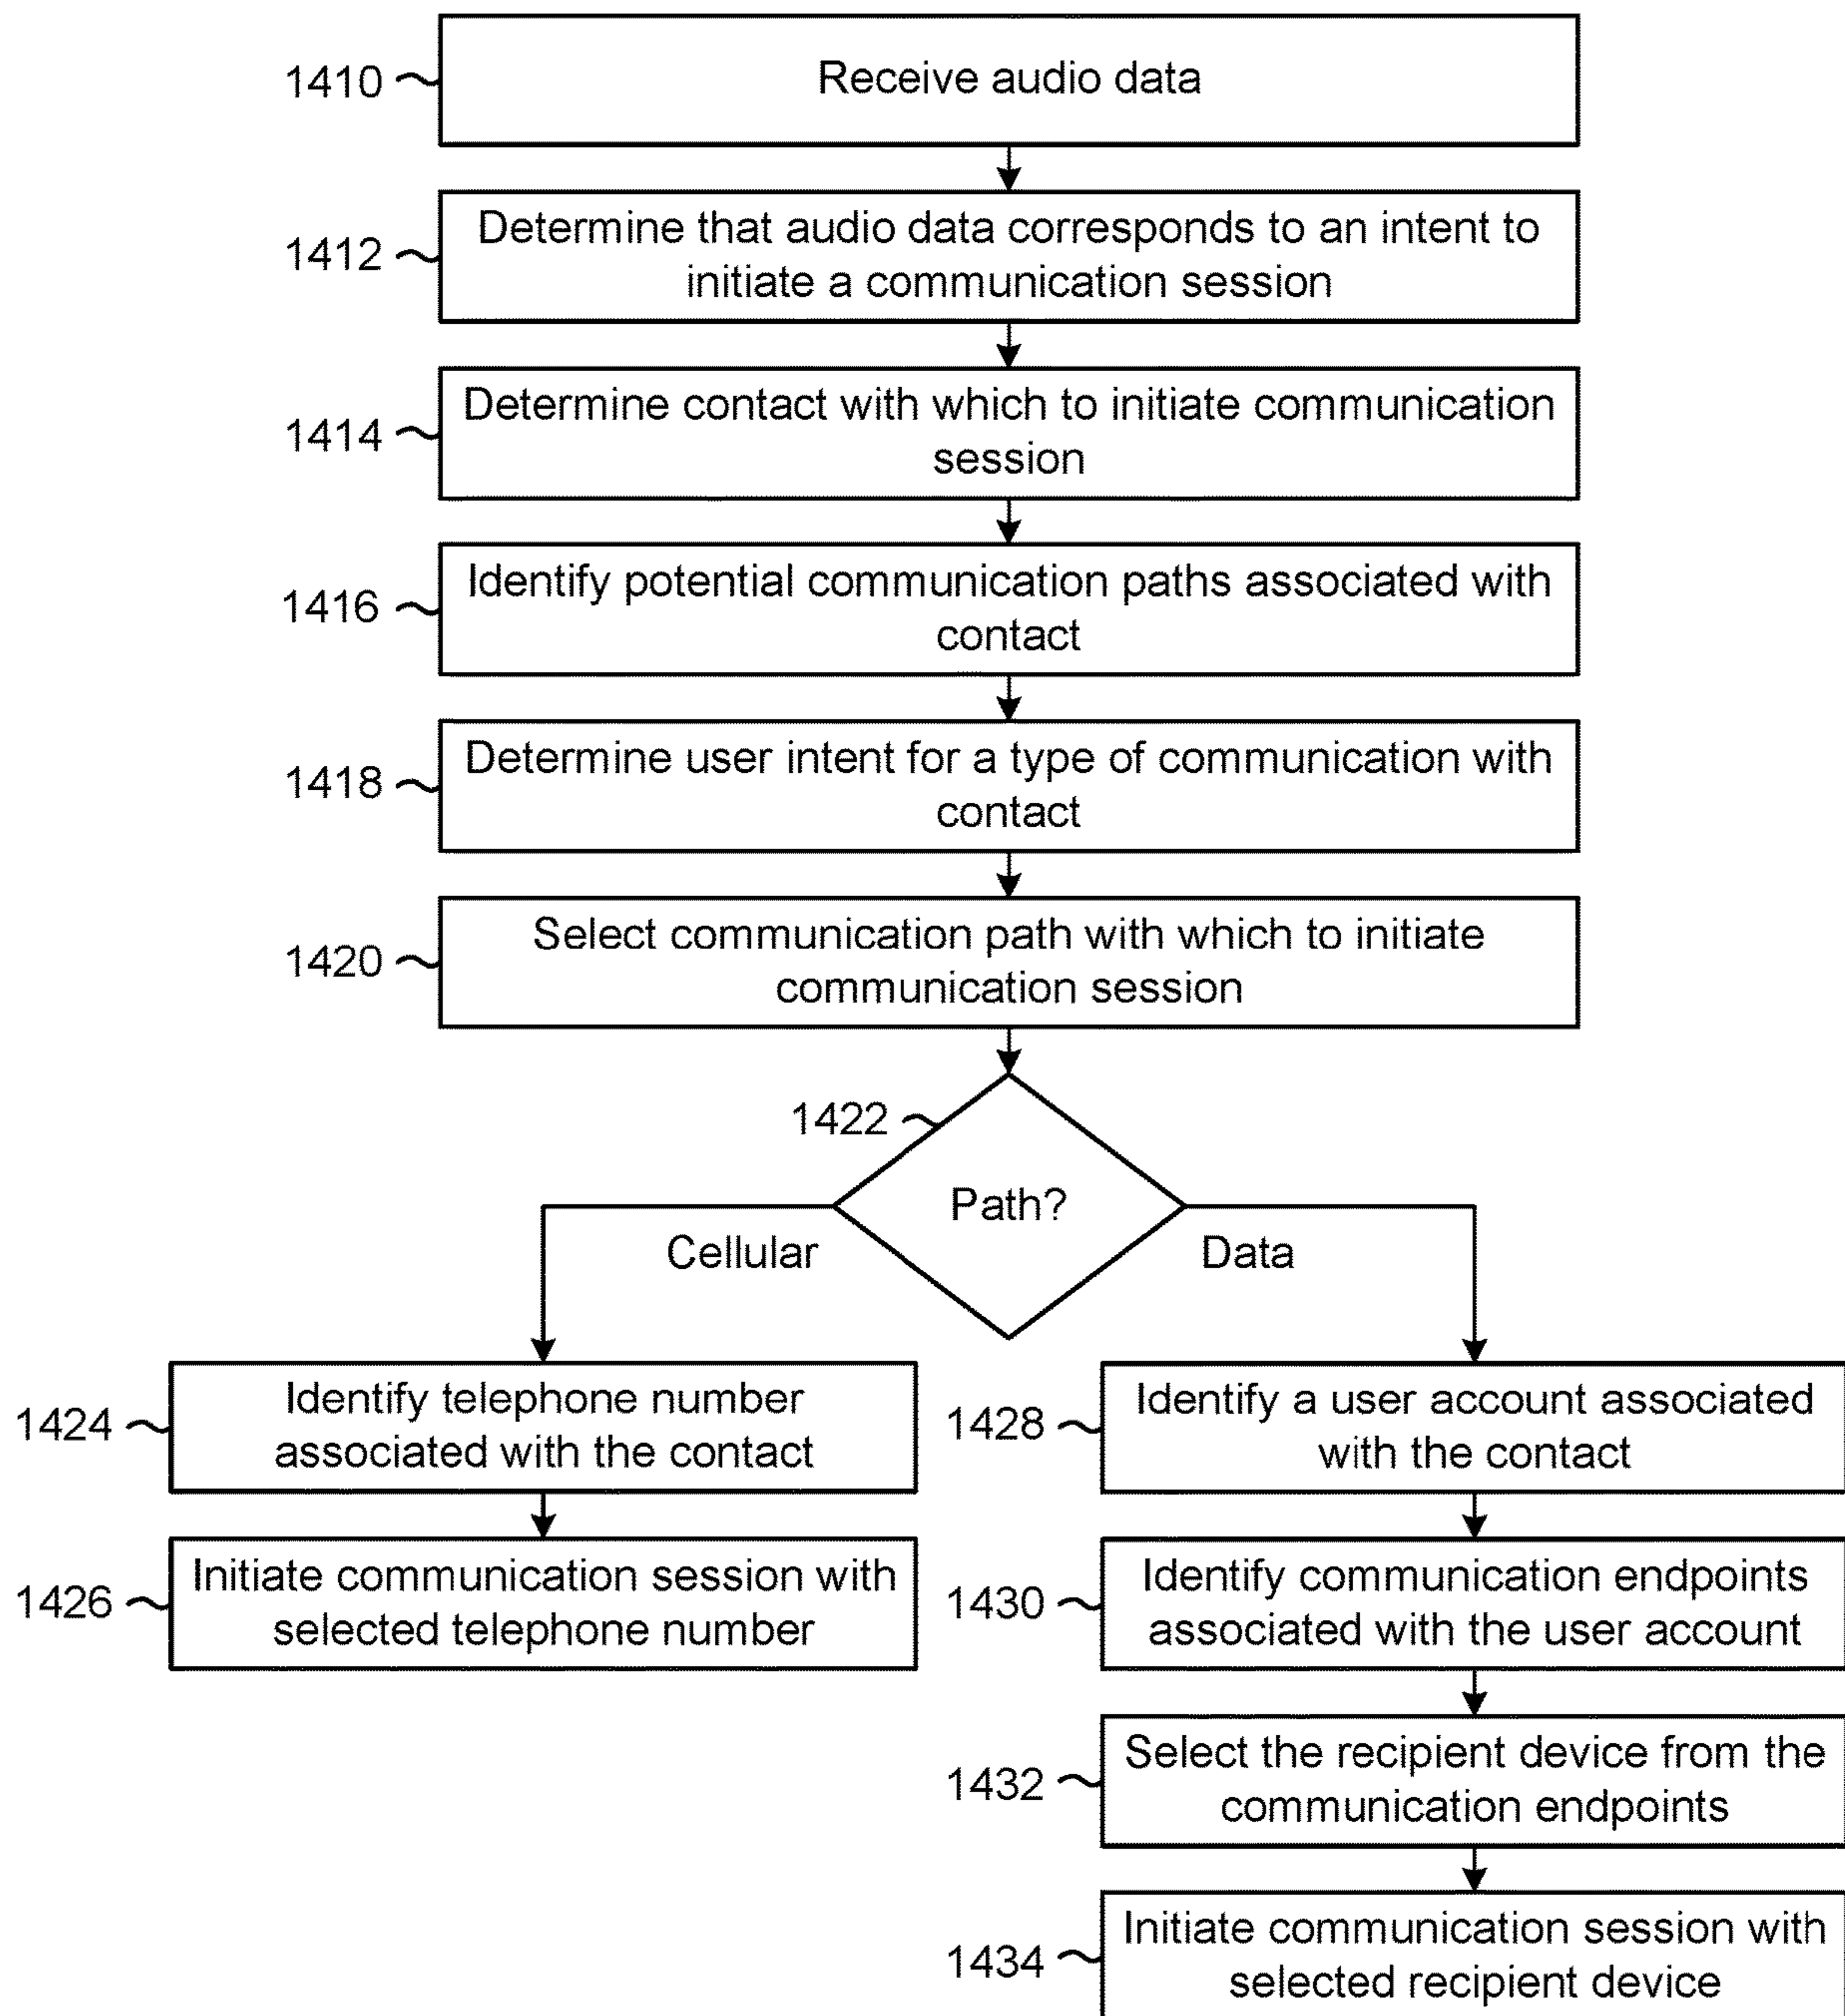 1410
Receive audio data
1412
Determine that audio data corresponds to an intent to
initiate a communication session
1414
Determine contact with which to initiate communication
session
1416
Identify potential communication paths associated with
contact
1418
Determine user intent for a type of communication with
contact
1420
Select communication path with which to initiate
communication session
1422
Path?
Cellular
Data
1424
Identify telephone number
associated with the contact
1426
Initiate communication session with
selected telephone number
1428
Identify a user account associated
with the contact
1430
Identify communication endpoints
associated with the user account
1432
Select the recipient device from the
communication endpoints
1434
Initiate communication session with
selected recipient device